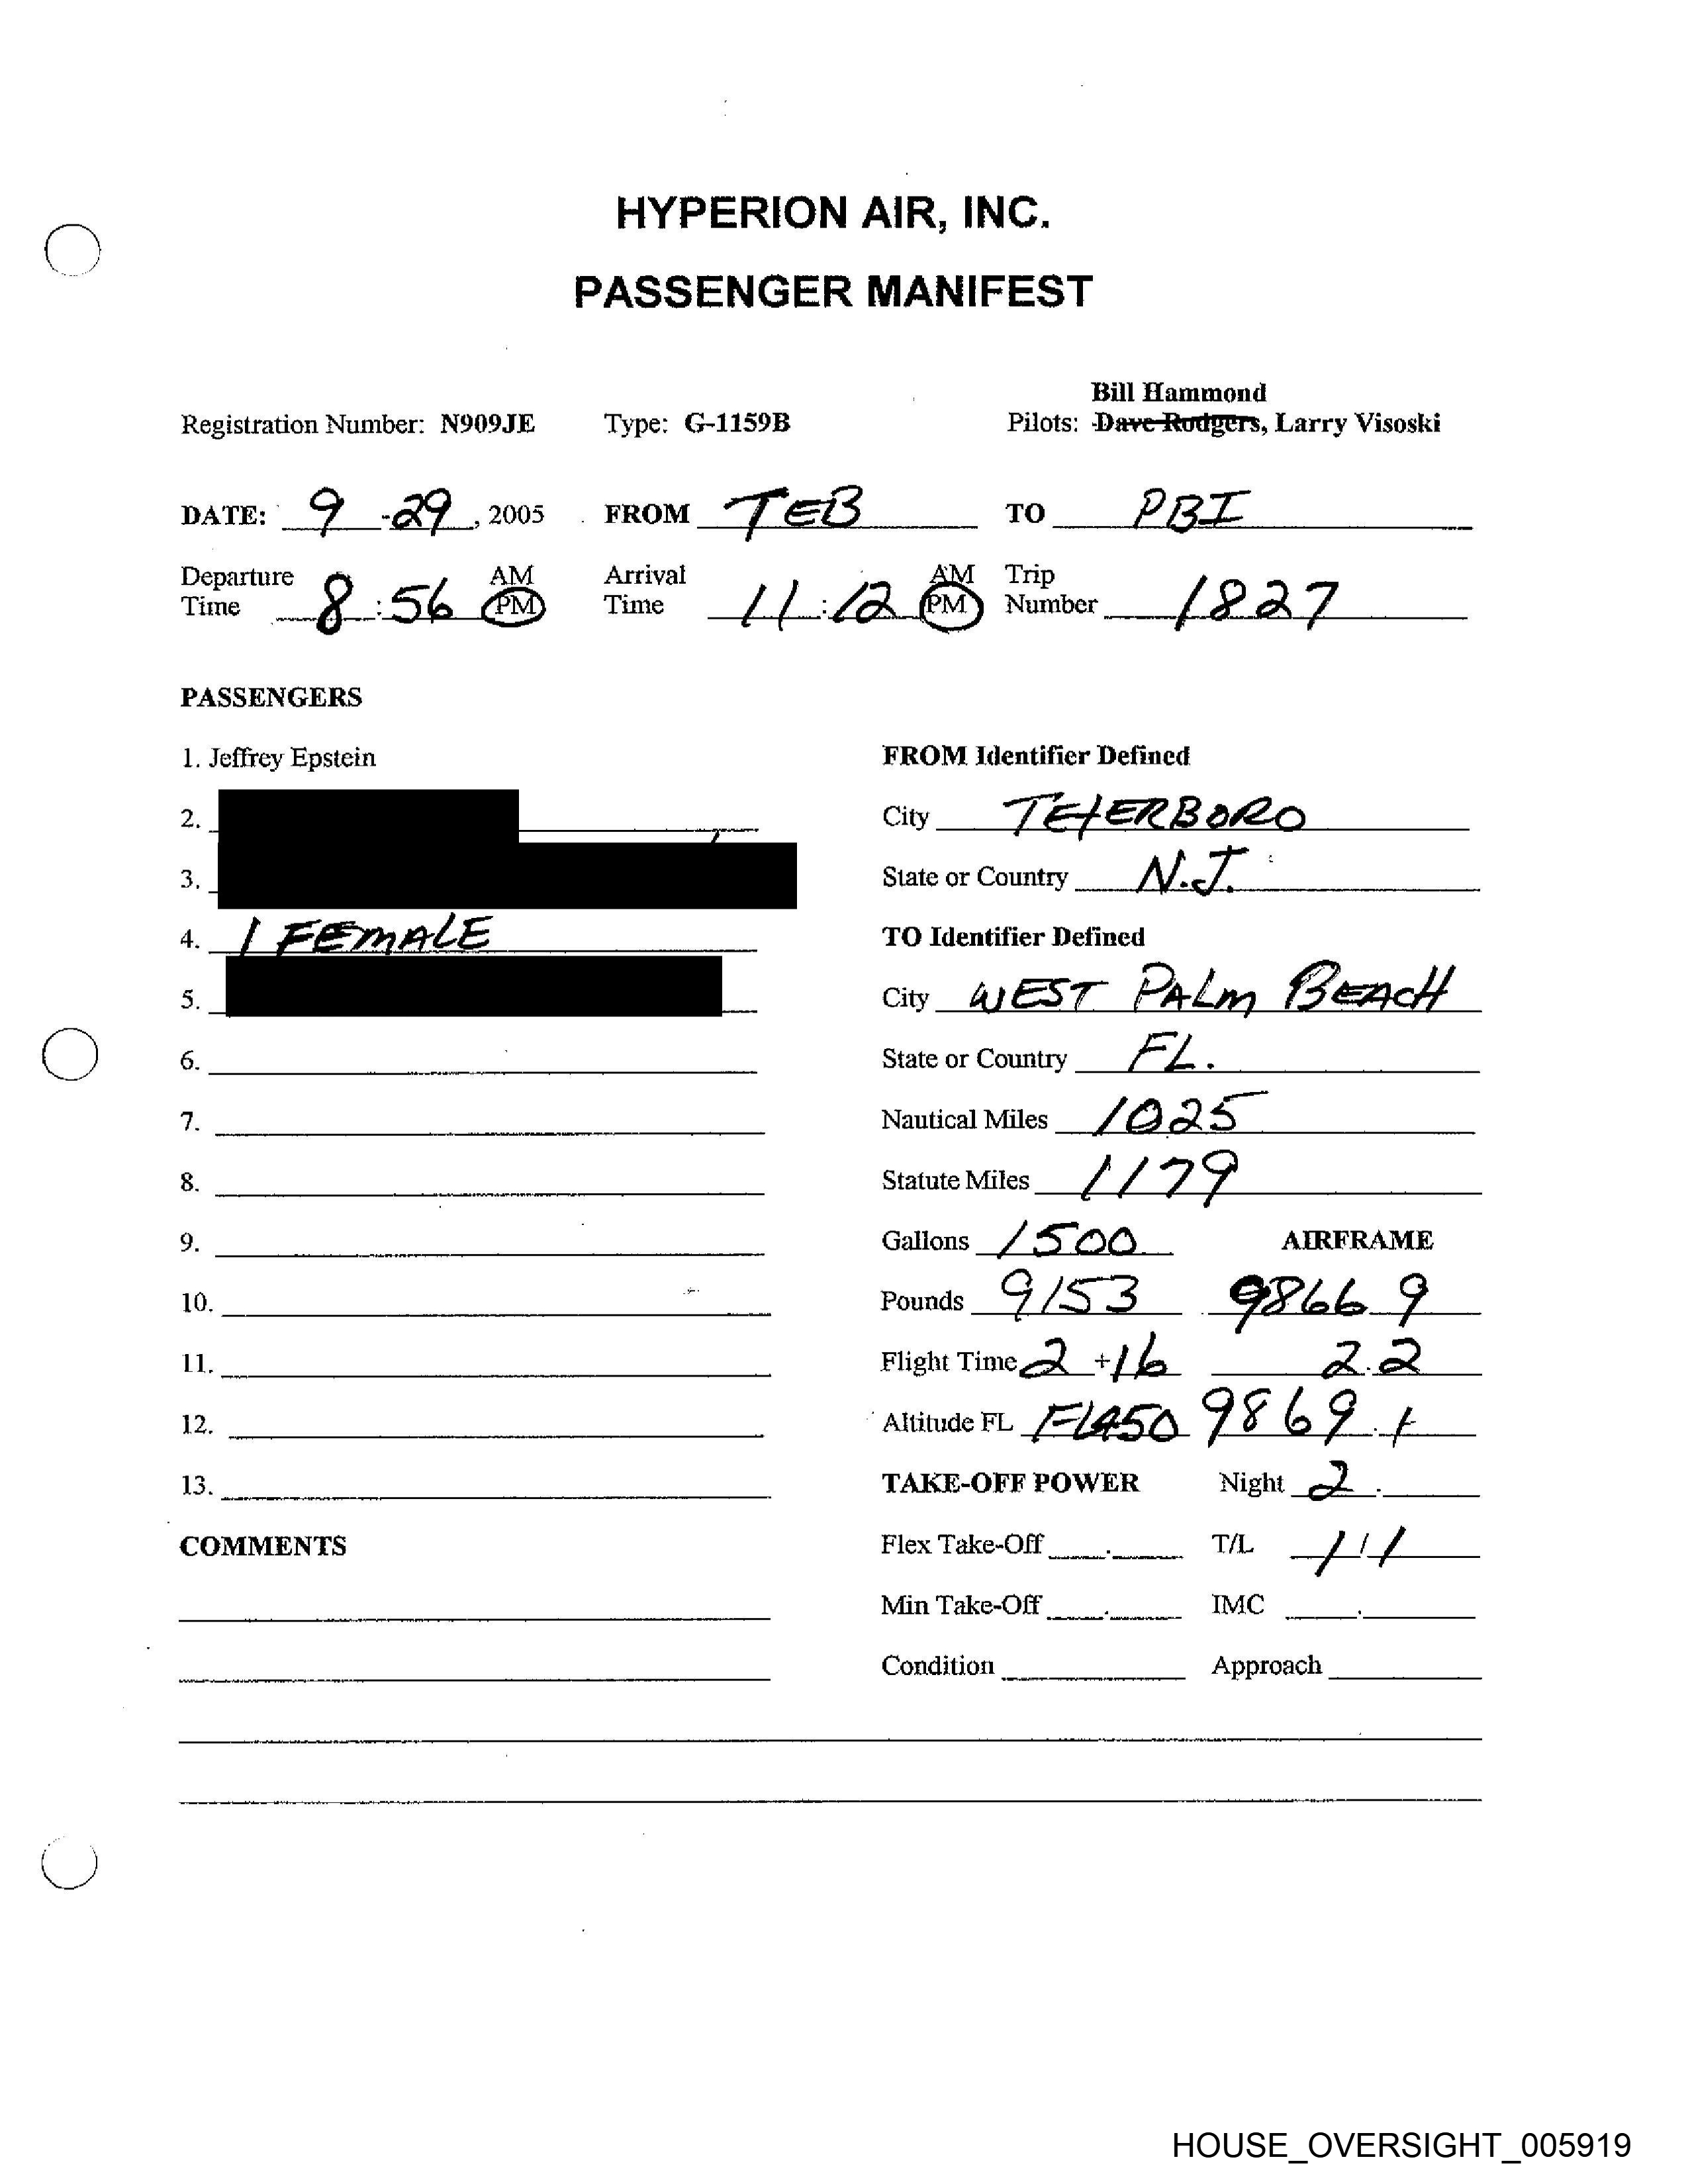 HYPERION AIR, INC.
PASSENGER MANIFEST
Bill Hammond
Registration Number: N909JE Type: G-1159B Pilots: Dave Rodgers, Larry Visoski
DATE: 9 - 29, 2005 FROM TEB TO PBI
Departure Time 8:56 AM PM Arrival Time 11:12 AM PM Trip Number 1827
PASSENGERS
1. Jeffrey Epstein
2.
3.
4. 1 FEMALE
5.
6.
7.
8.
9.
10.
11.
12.
13.
COMMENTS
FROM Identifier Defined
City TETERBORO
State or Country N.J.
TO Identifier Defined
City WEST PALM BEACH
State or Country FL.
Nautical Miles 1025
Statute Miles 1179
Gallons 1500 AIRFRAME
Pounds 9153 9866 9
Flight Time 2 +16 2.2
Altitude FL FL450 9869.1
TAKE-OFF POWER Night 2.
Flex Take-Off . T/L 1/1
Min Take-Off . IMC .
Condition Approach
HOUSE_OVERSIGHT_005919